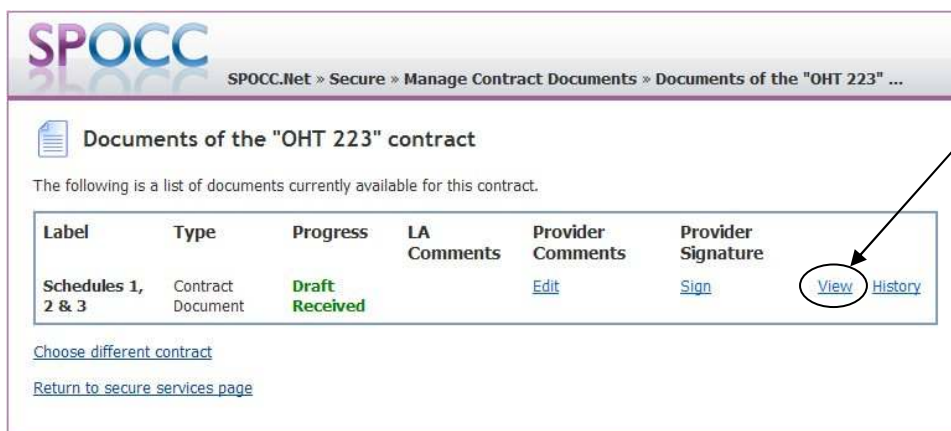 SPOCC
SPOCC.Net » Secure » Manage Contract Documents » Documents of the "OHT 223" ...
Documents of the "OHT 223" contract
The following is a list of documents currently available for this contract.
Label Type Progress LA Comments Provider Comments Provider Signature
Schedules 1, 2 & 3 Contract Document Draft Received Edit Sign View History
Choose different contract
Return to secure services page